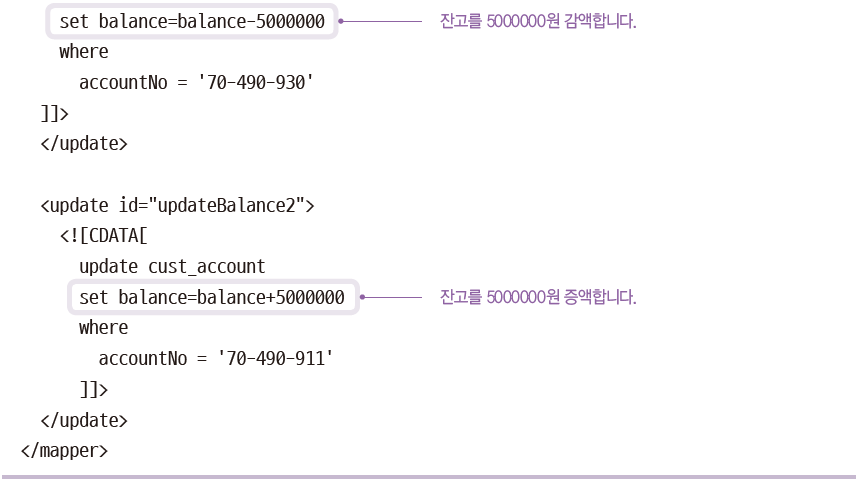 set balance=balance-5000000 잔고를 5000000원 감액합니다.
where
accountNo = '70-490-930'
]]>
</update>
<update id="updateBalance2">
<![CDATA[
update cust_account
set balance=balance+5000000 잔고를 5000000원 증액합니다.
where
accountNo = '70-490-911'
]]>
</update>
</mapper>